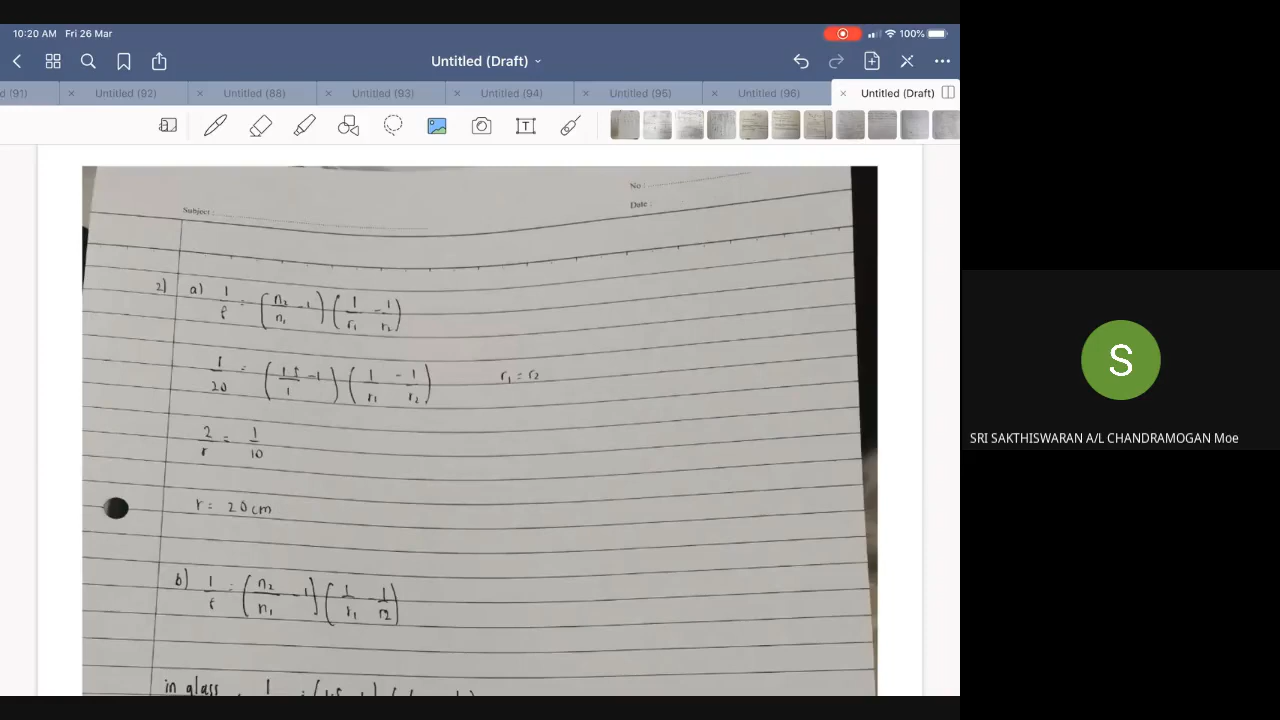 10:20 AM Fri 26 Mar
100%
Untitled (Draft)
d (91)
Untitled (92)
Untitled (88)
Untitled (93)
Untitled (94)
Untitled (95)
Untitled (96)
Untitled (Draft)
No :
Subject :
Date :
2) a) 1/f = (n2/n1 - 1) (1/r1 - 1/r2)
1/20 = (1.5/1 - 1) (1/r1 - 1/r2) r1 = r2
2/r = 1/10
r = 20 cm
b) 1/f = (n2/n1 - 1) (1/r1 - 1/r2)
in glass
S
SRI SAKTHISWARAN A/L CHANDRAMOGAN Moe